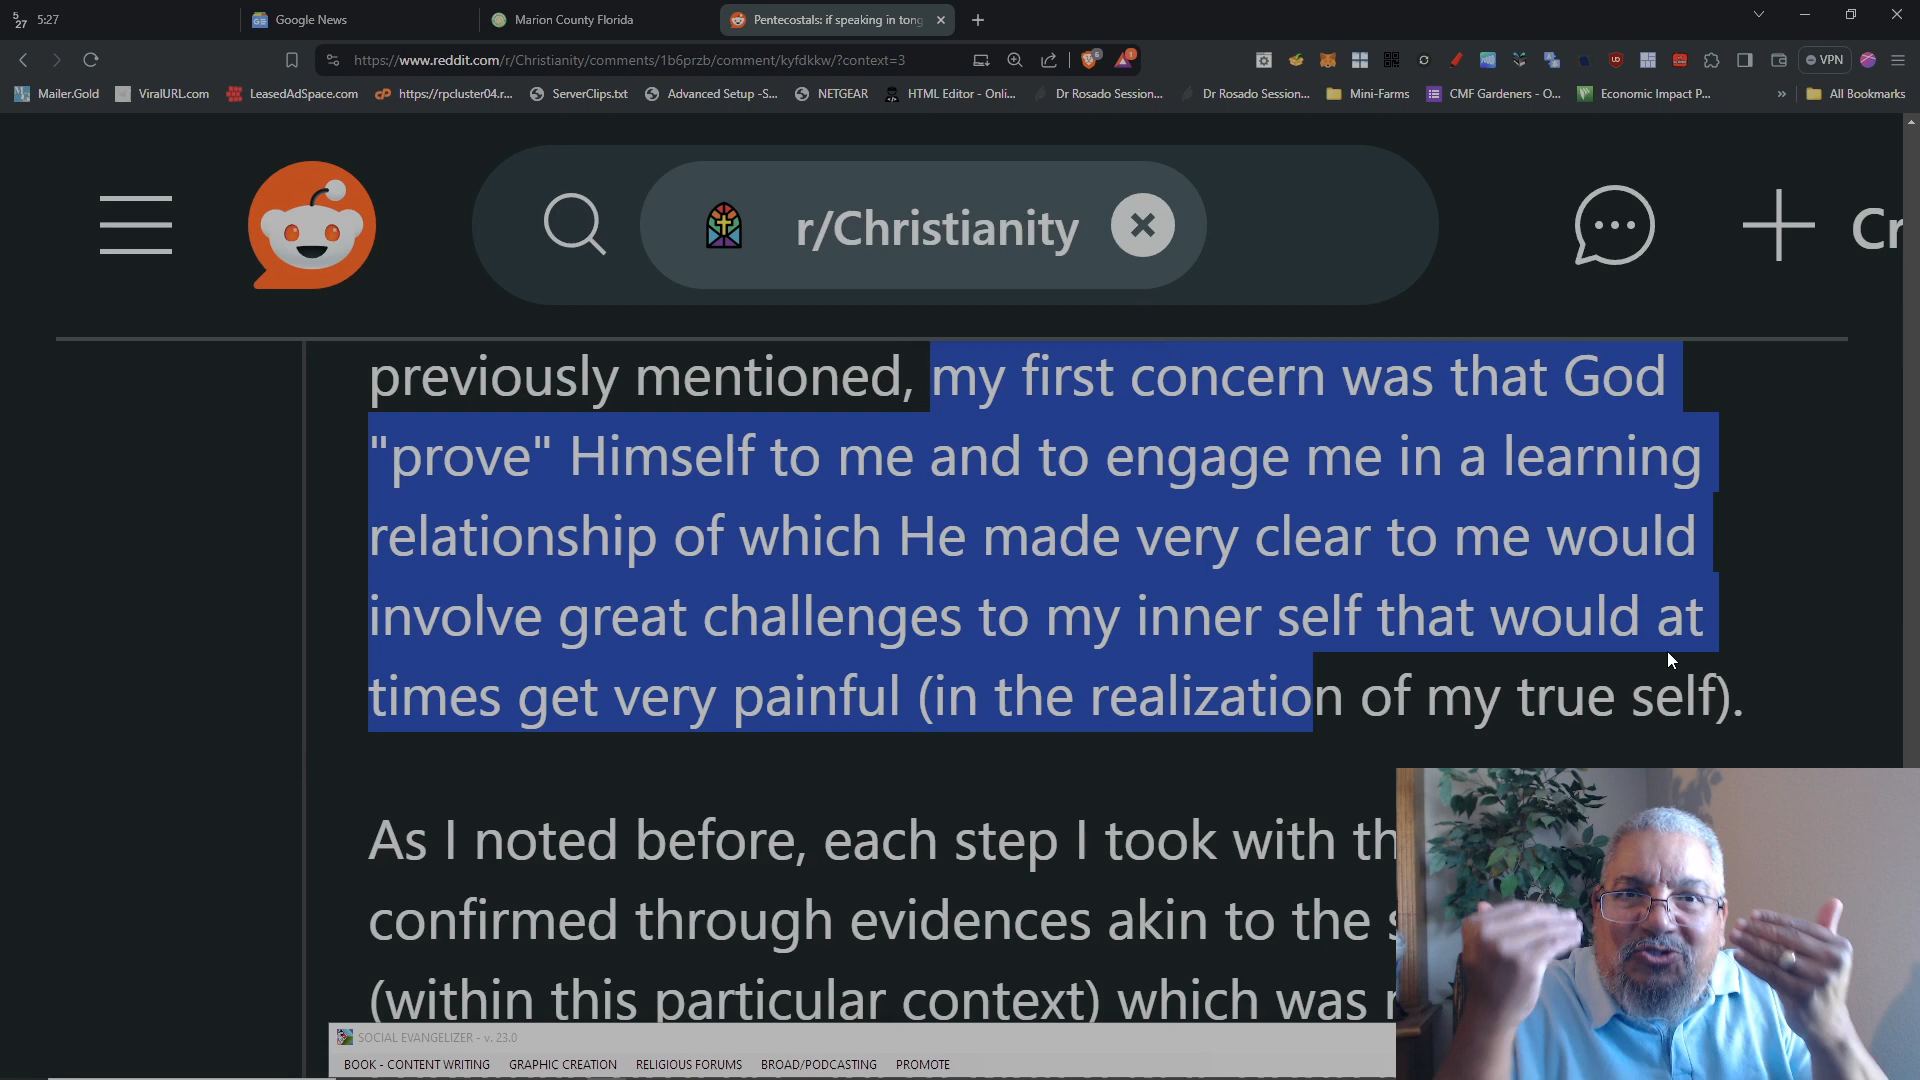 5/27 5:27
Google News
Marion County Florida
Pentecostals: if speaking in tong
https://www.reddit.com/r/Christianity/comments/1b6przb/comment/kyfdkkw/?context=3
VPN
Mailer.Gold
ViralURL.com
LeasedAdSpace.com
https://rpcluster04.r...
ServerClips.txt
Advanced Setup -S...
NETGEAR
HTML Editor - Onli...
Dr Rosado Session...
Dr Rosado Session...
Mini-Farms
CMF Gardeners - O...
Economic Impact P...
All Bookmarks
r/Christianity
Cr
previously mentioned, my first concern was that God
"prove" Himself to me and to engage me in a learning
relationship of which He made very clear to me would
involve great challenges to my inner self that would at
times get very painful (in the realization of my true self).
As I noted before, each step I took with th
confirmed through evidences akin to the s
(within this particular context) which was
SOCIAL EVANGELIZER - v. 23.0
BOOK - CONTENT WRITING
GRAPHIC CREATION
RELIGIOUS FORUMS
BROAD/PODCASTING
PROMOTE